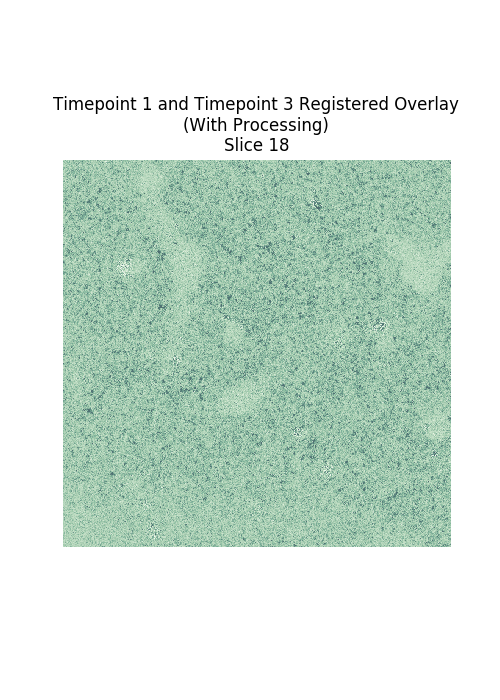 Timepoint 1 and Timepoint 3 Registered Overlay
(With Processing)
Slice 18